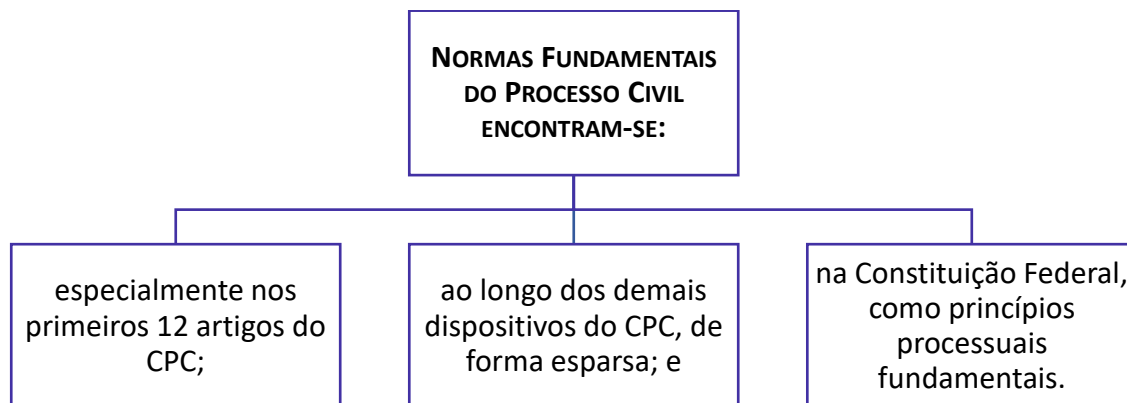 NORMAS FUNDAMENTAIS
DO PROCESSO CIVIL
ENCONTRAM-SE:
especialmente nos
primeiros 12 artigos do
CPC;
ao longo dos demais
dispositivos do CPC, de
forma esparsa; e
na Constituição Federal,
como princípios
processuais
fundamentais.